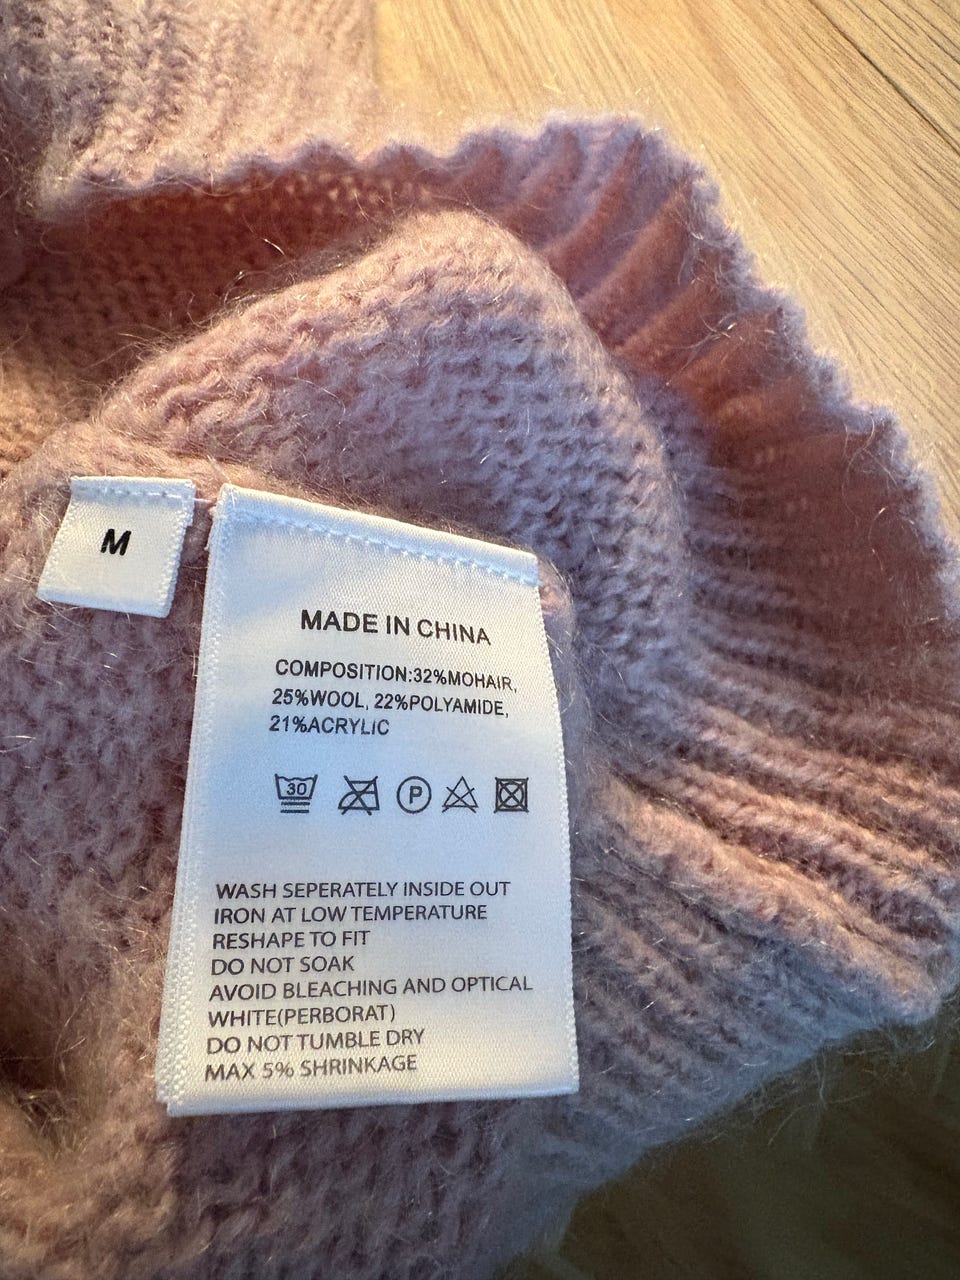 M
MADE IN CHINA
COMPOSITION:32%MOHAIR,
25%WOOL, 22%POLYAMIDE,
21%ACRYLIC
30 P
WASH SEPERATELY INSIDE OUT
IRON AT LOW TEMPERATURE
RESHAPE TO FIT
DO NOT SOAK
AVOID BLEACHING AND OPTICAL
WHITE(PERBORAT)
DO NOT TUMBLE DRY
MAX 5% SHRINKAGE